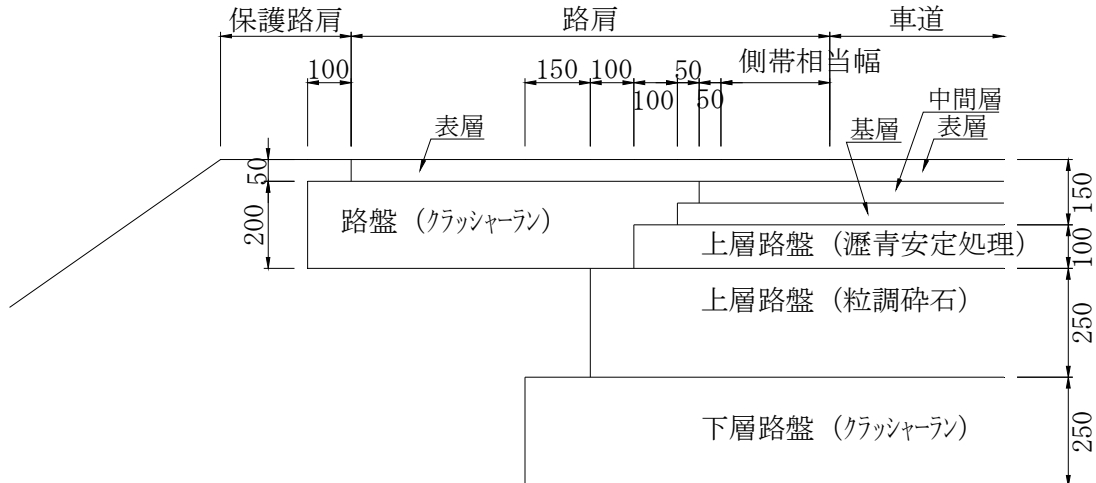 保護路肩
路肩
車道
100
150
100
100
50
50
側帯相当幅
中間層
表層
基層
表層
50
200
150
100
250
250
路盤（クラッシャーラン）
上層路盤（瀝青安定処理）
上層路盤（粒調砕石）
下層路盤（クラッシャーラン）